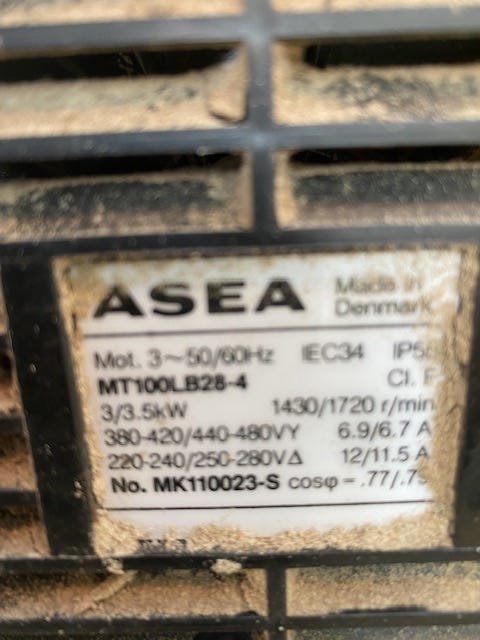 ASEA Made in
Denmark
Mot. 3~50/60Hz IEC34
MT100LB28-4 Cl. F
3/3.5kW 1430/1720 r/min
380-420/440-480VY 6.9/6.7 A
220-240/250-280VΔ 12/11.5 A
No. MK110023-S cosφ = .77/